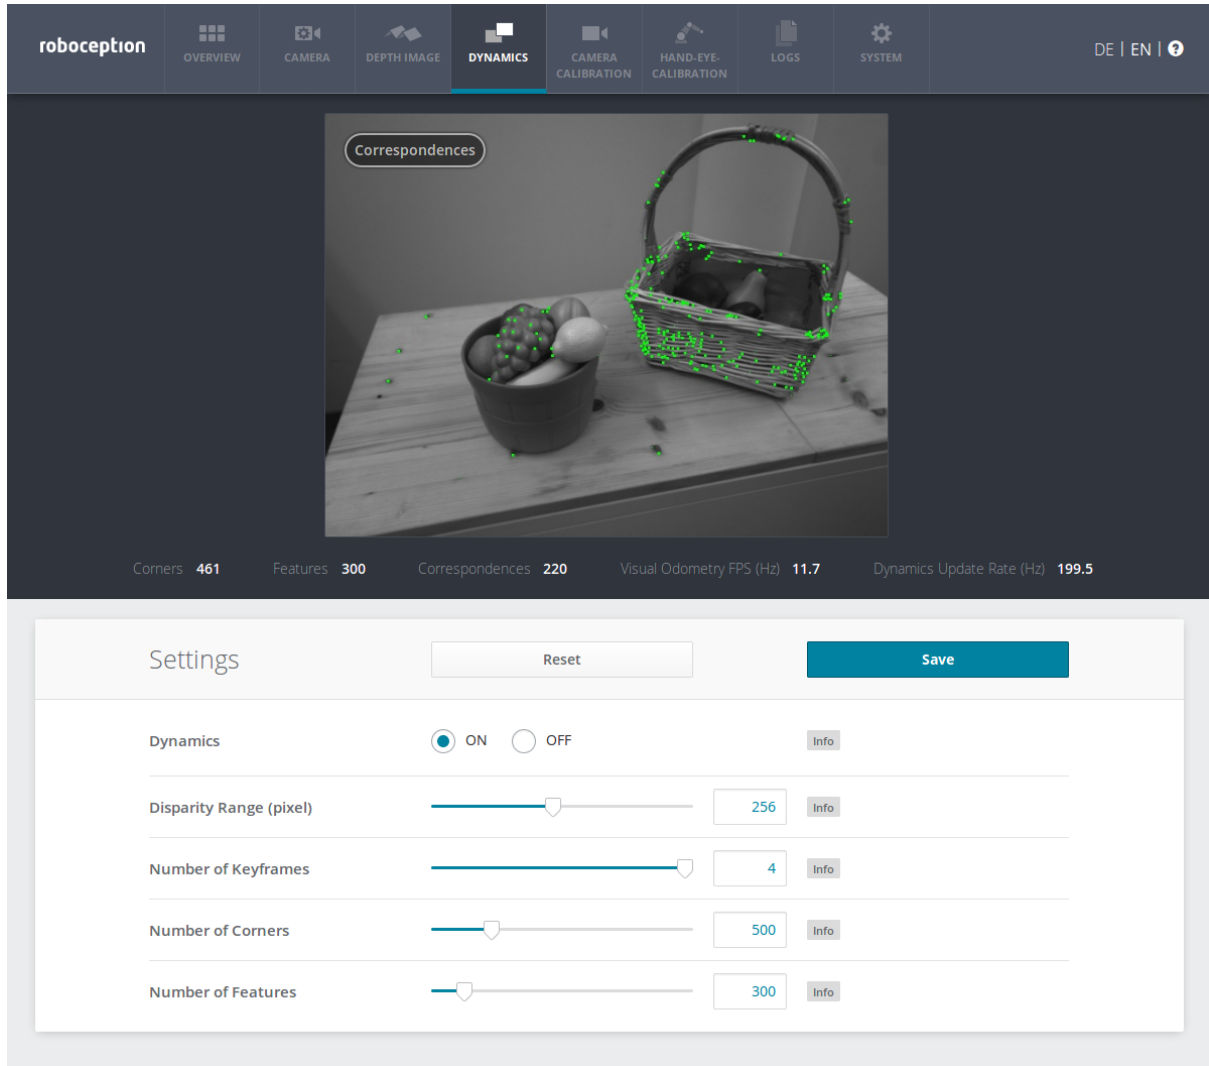 roboception
OVERVIEW
CAMERA
DEPTH IMAGE
DYNAMICS
CAMERA
CALIBRATION
HAND-EYE-
CALIBRATION
LOGS
SYSTEM
DE | EN | ?
Correspondences
Corners 461 Features 300 Correspondences 220 Visual Odometry FPS (Hz) 11.7 Dynamics Update Rate (Hz) 199.5
Settings Reset Save
Dynamics ON OFF Info
Disparity Range (pixel) 256 Info
Number of Keyframes 4 Info
Number of Corners 500 Info
Number of Features 300 Info